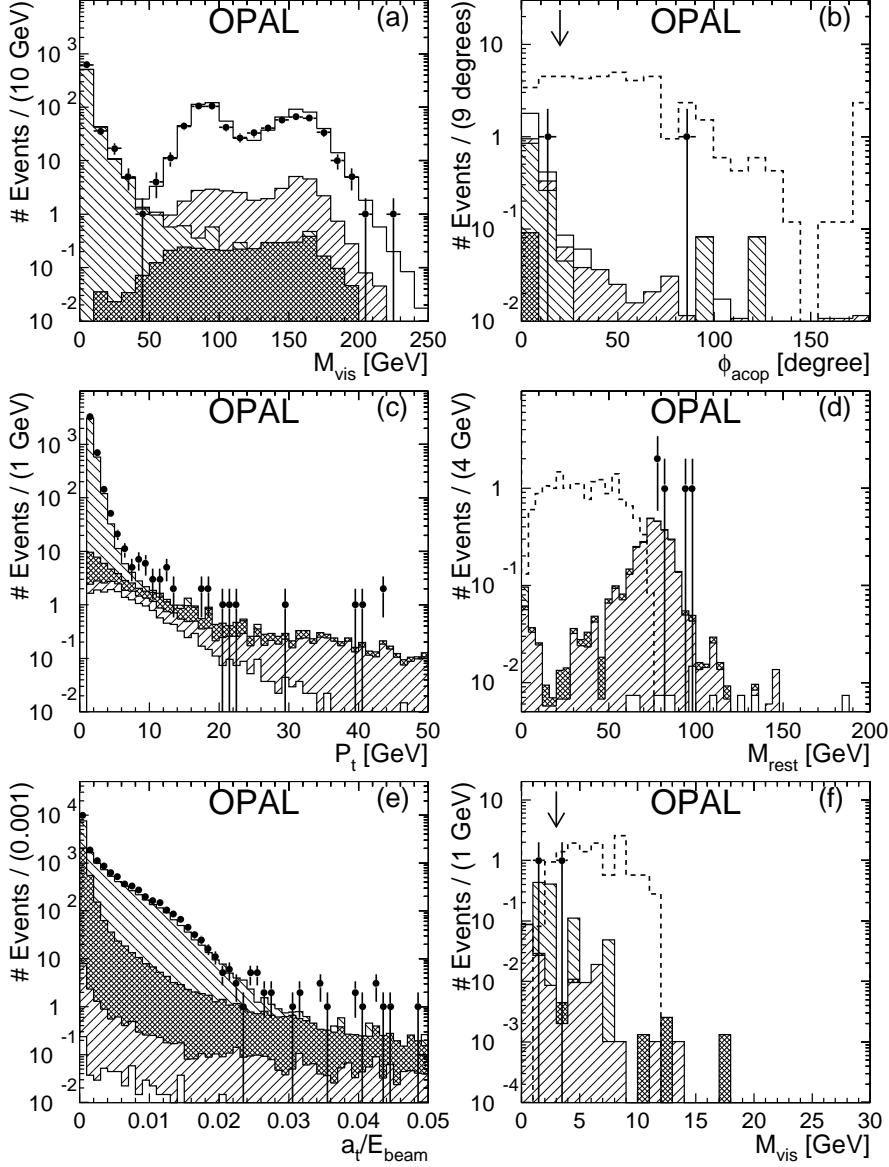 OPAL (a)
# Events / (10 GeV)
10^3
10^2
10
1
10^-1
10^-2
0 50 100 150 200 250
M_vis [GeV]
OPAL (b)
# Events / (9 degrees)
10
1
10^-1
10^-2
0 50 100 150
ϕ_acop [degree]
OPAL (c)
# Events / (1 GeV)
10^3
10^2
10
1
10^-1
10^-2
0 10 20 30 40 50
P_t [GeV]
OPAL (d)
# Events / (4 GeV)
1
10^-1
10^-2
0 50 100 150 200
M_rest [GeV]
OPAL (e)
# Events / (0.001)
10^4
10^3
10^2
10
1
10^-1
10^-2
0 0.01 0.02 0.03 0.04 0.05
a_t/E_beam
OPAL (f)
# Events / (1 GeV)
10
1
10^-1
10^-2
10^-3
10^-4
0 10 20 30
M_vis [GeV]